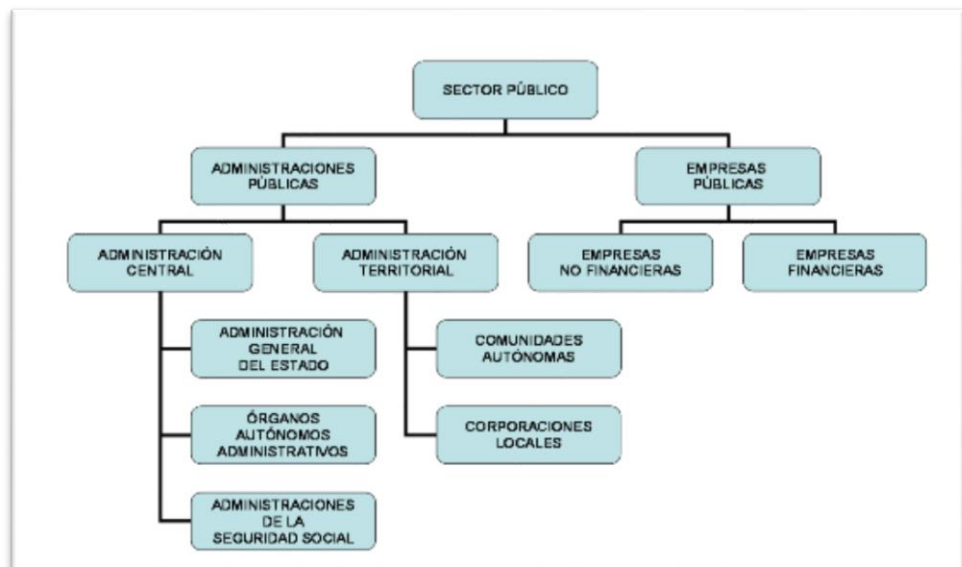 SECTOR PÚBLICO
ADMINISTRACIONES
PÚBLICAS
EMPRESAS
PÚBLICAS
ADMINISTRACIÓN
CENTRAL
ADMINISTRACIÓN
TERRITORIAL
EMPRESAS
NO FINANCIERAS
EMPRESAS
FINANCIERAS
ADMINISTRACIÓN
GENERAL
DEL ESTADO
COMUNIDADES
AUTÓNOMAS
ÓRGANOS
AUTÓNOMOS
ADMINISTRATIVOS
CORPORACIONES
LOCALES
ADMINISTRACIONES
DE LA
SEGURIDAD SOCIAL